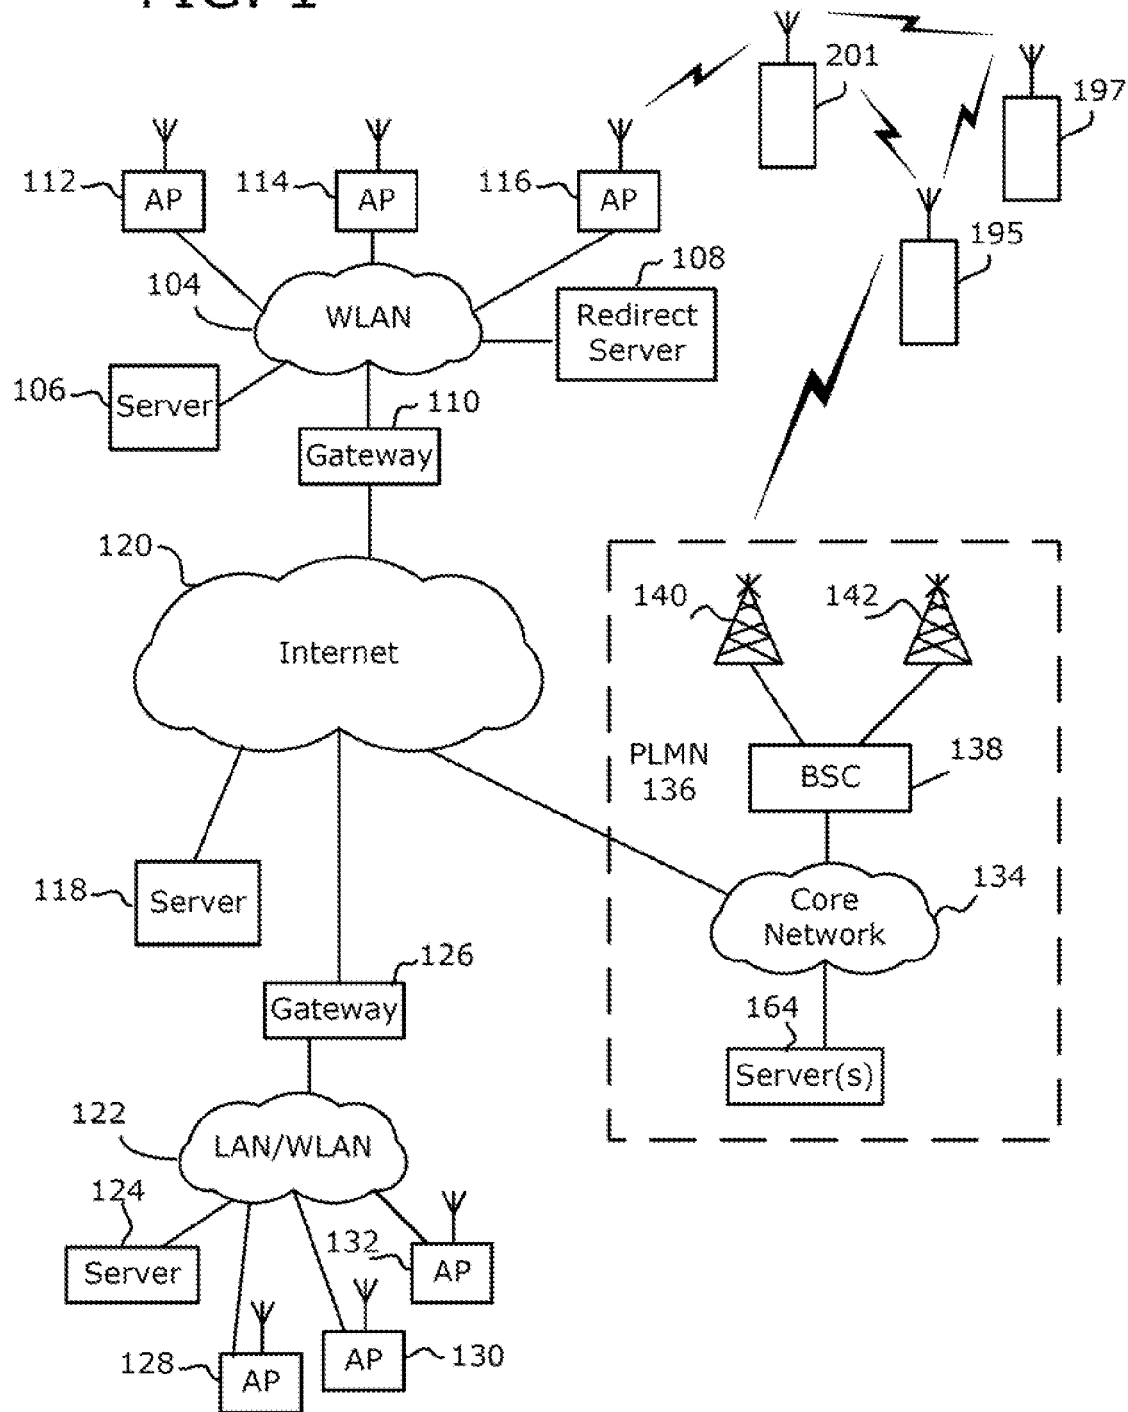 FIG. 1
201
197
112
AP
114
AP
116
AP
195
104
WLAN
108
Redirect
Server
106
Server
110
Gateway
120
Internet
140
142
PLMN
136
BSC
138
118
Server
Core
Network
134
126
Gateway
164
Server(s)
122
LAN/WLAN
124
Server
132
AP
128
AP
AP
130